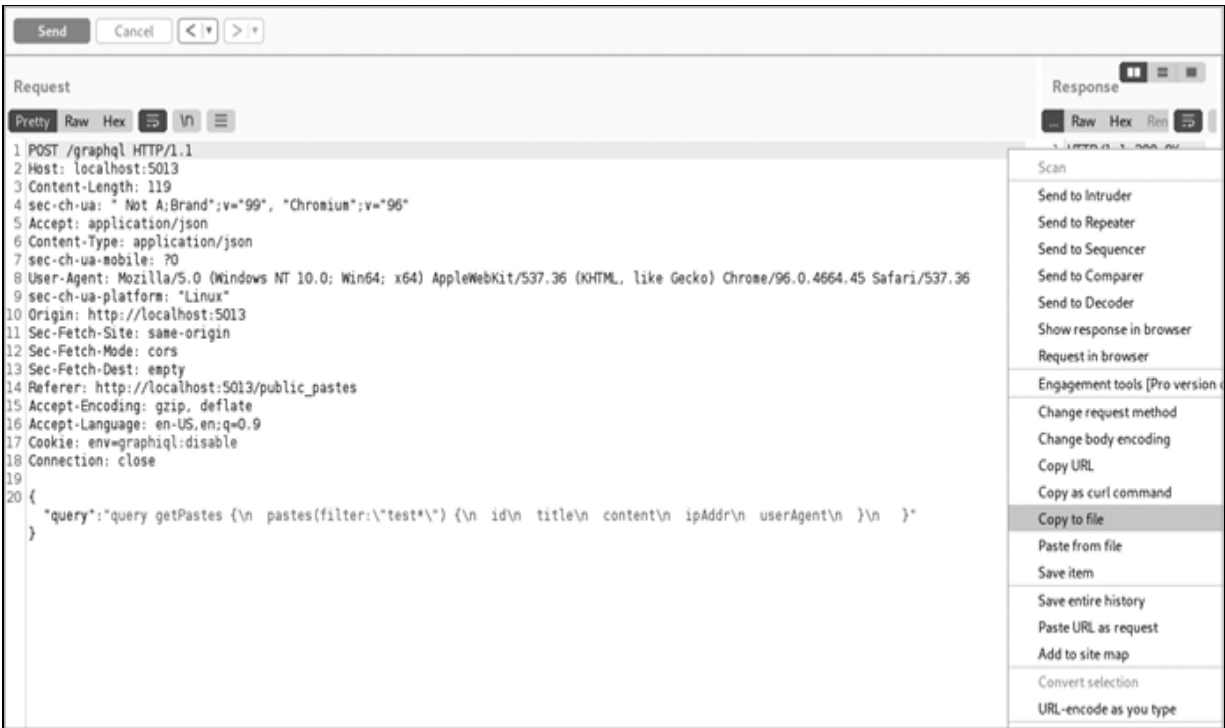 Send Cancel < >
Request
Response
Pretty Raw Hex \n
... Raw Hex Ren
1 POST /graphql HTTP/1.1
2 Host: localhost:5013
3 Content-Length: 119
4 sec-ch-ua: " Not A;Brand";v="99", "Chromium";v="96"
5 Accept: application/json
6 Content-Type: application/json
7 sec-ch-ua-mobile: ?0
8 User-Agent: Mozilla/5.0 (Windows NT 10.0; Win64; x64) AppleWebKit/537.36 (KHTML, like Gecko) Chrome/96.0.4664.45 Safari/537.36
9 sec-ch-ua-platform: "Linux"
10 Origin: http://localhost:5013
11 Sec-Fetch-Site: same-origin
12 Sec-Fetch-Mode: cors
13 Sec-Fetch-Dest: empty
14 Referer: http://localhost:5013/public_pastes
15 Accept-Encoding: gzip, deflate
16 Accept-Language: en-US,en;q=0.9
17 Cookie: env=graphiql:disable
18 Connection: close
19
20 {
"query":"query getPastes {\n  pastes(filter:\"test*\") {\n  id\n  title\n  content\n  ipAddr\n  userAgent\n  }\n   }"
}
Scan
Send to Intruder
Send to Repeater
Send to Sequencer
Send to Comparer
Send to Decoder
Show response in browser
Request in browser
Engagement tools [Pro version
Change request method
Change body encoding
Copy URL
Copy as curl command
Copy to file
Paste from file
Save item
Save entire history
Paste URL as request
Add to site map
Convert selection
URL-encode as you type